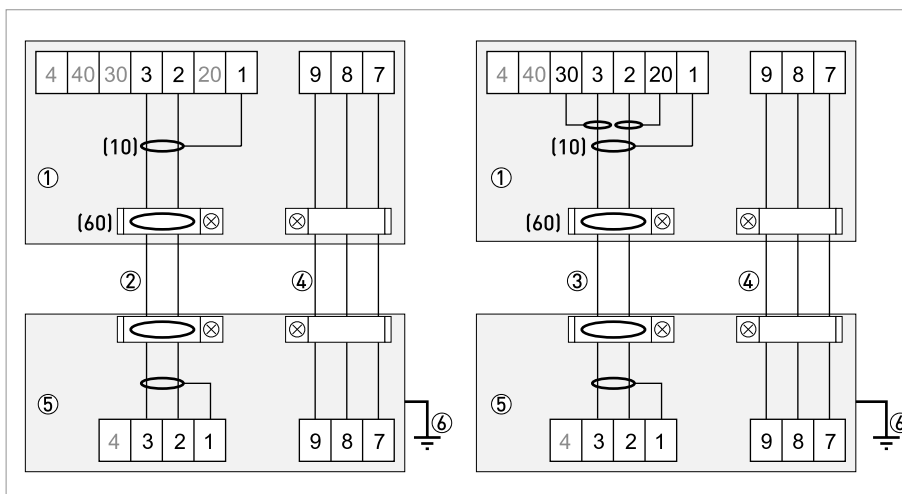 4 40 30 3 2 20 1 9 8 7 4 40 30 3 2 20 1 9 8 7
(10) (10)
① ①
(60) (60)
② ④ ③ ④
⑤ ⑥ ⑤ ⑥
4 3 2 1 9 8 7 4 3 2 1 9 8 7